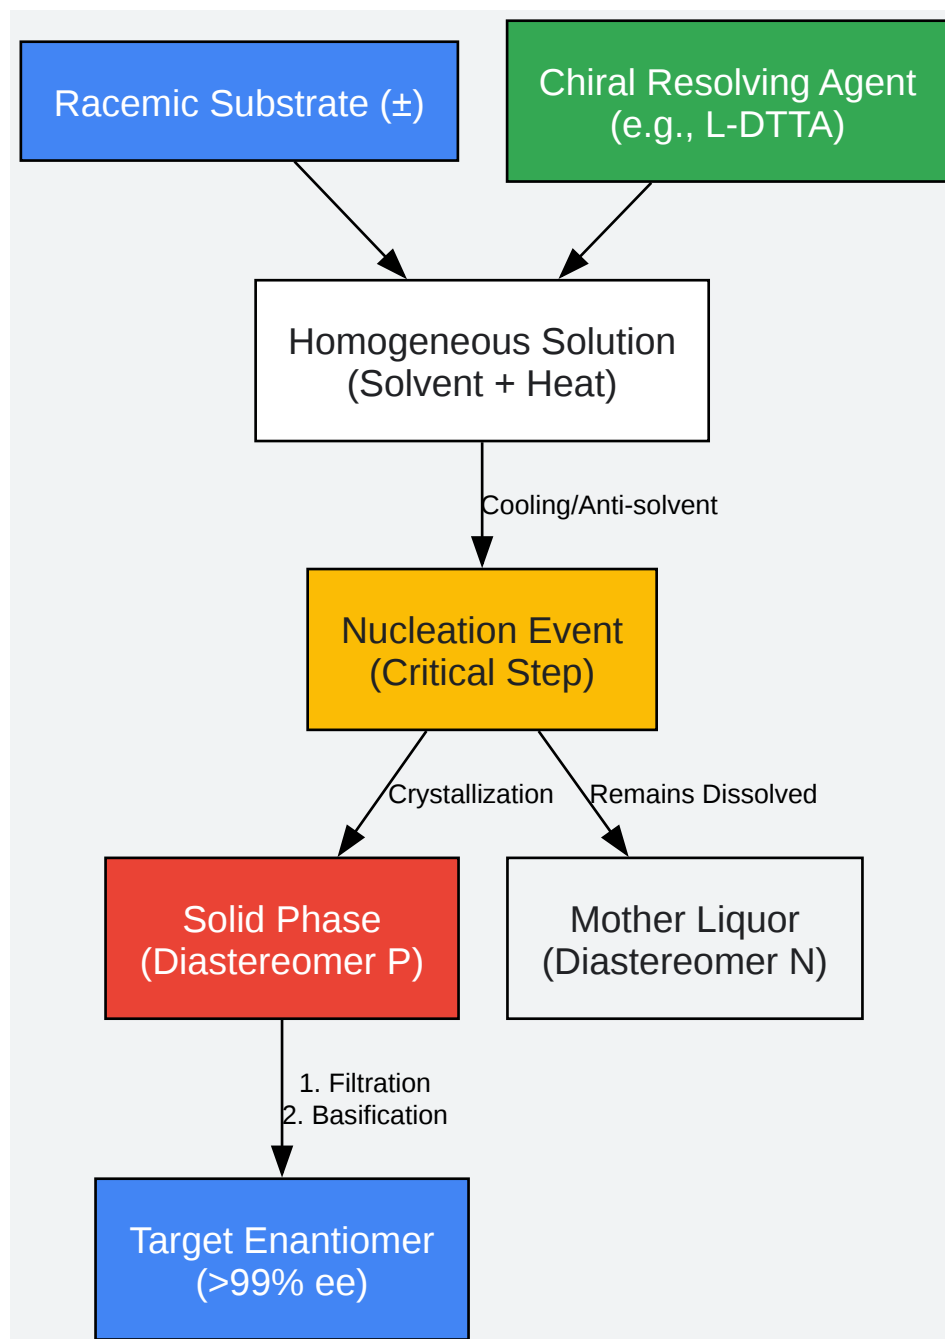 Racemic Substrate (±)
Chiral Resolving Agent
(e.g., L-DTTA)
Homogeneous Solution
(Solvent + Heat)
Cooling/Anti-solvent
Nucleation Event
(Critical Step)
Crystallization
Remains Dissolved
Solid Phase
(Diastereomer P)
Mother Liquor
(Diastereomer N)
1. Filtration
2. Basification
Target Enantiomer
(>99% ee)